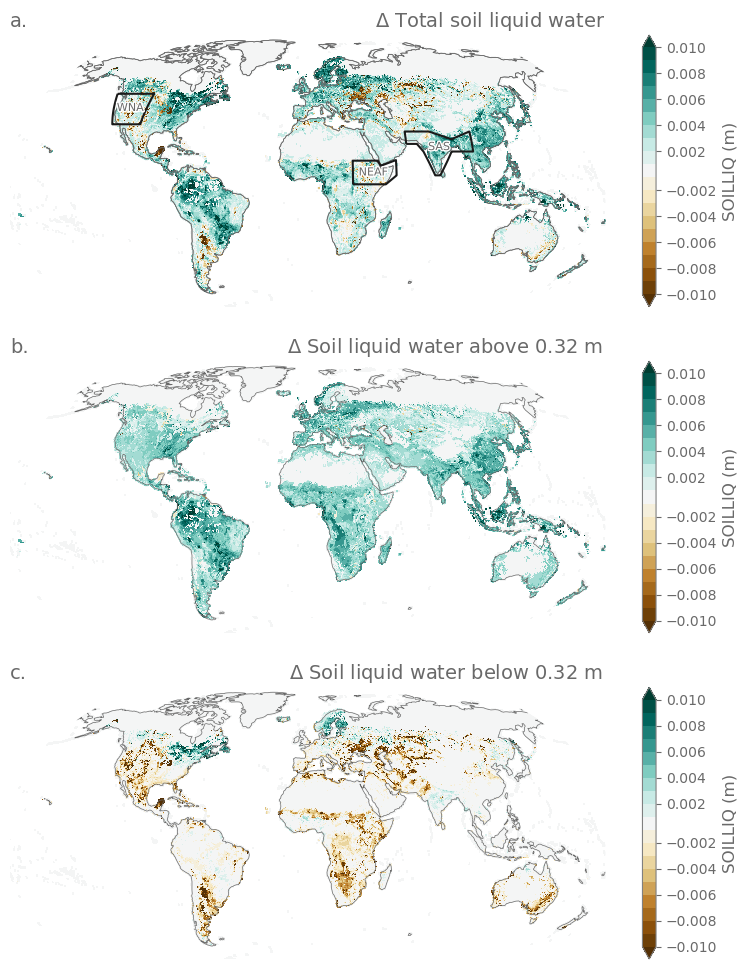 a.
Δ Total soil liquid water
WNA
SAS
NEAF
0.010
0.008
0.006
0.004
0.002
−0.002
−0.004
−0.006
−0.008
−0.010
SOILLIQ (m)
b.
Δ Soil liquid water above 0.32 m
0.010
0.008
0.006
0.004
0.002
−0.002
−0.004
−0.006
−0.008
−0.010
SOILLIQ (m)
c.
Δ Soil liquid water below 0.32 m
0.010
0.008
0.006
0.004
0.002
−0.002
−0.004
−0.006
−0.008
−0.010
SOILLIQ (m)